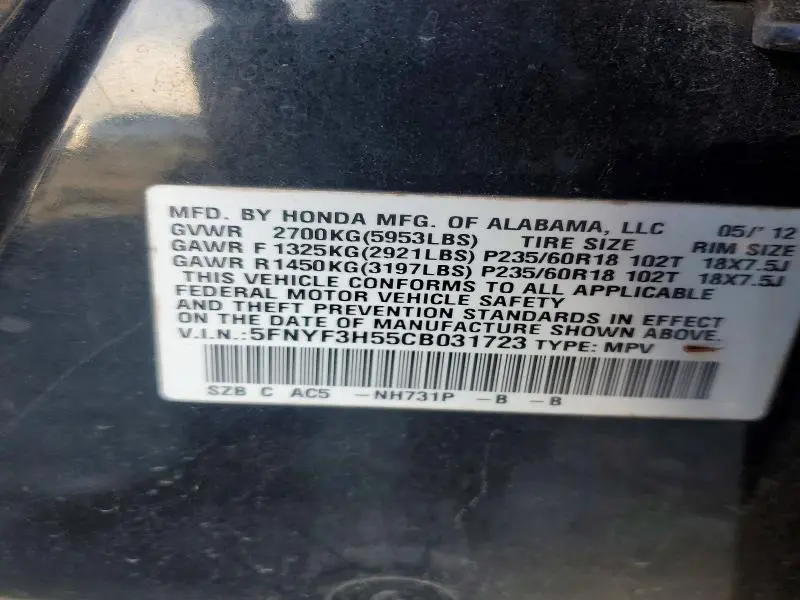 MFD. BY HONDA MFG. OF ALABAMA, LLC 05/'12
GVWR 2700KG(5953LBS) TIRE SIZE RIM SIZE
GAWR F 1325KG(2921LBS) P235/60R18 102T 18X7.5J
GAWR R1450KG(3197LBS) P235/60R18 102T 18X7.5J
THIS VEHICLE CONFORMS TO ALL APPLICABLE
FEDERAL MOTOR VEHICLE SAFETY
AND THEFT PREVENTION STANDARDS IN EFFECT
ON THE DATE OF MANUFACTURE SHOWN ABOVE.
V.I.N.:5FNYF3H55CB031723 TYPE: MPV
SZB C AC5 -NH731P -B -B